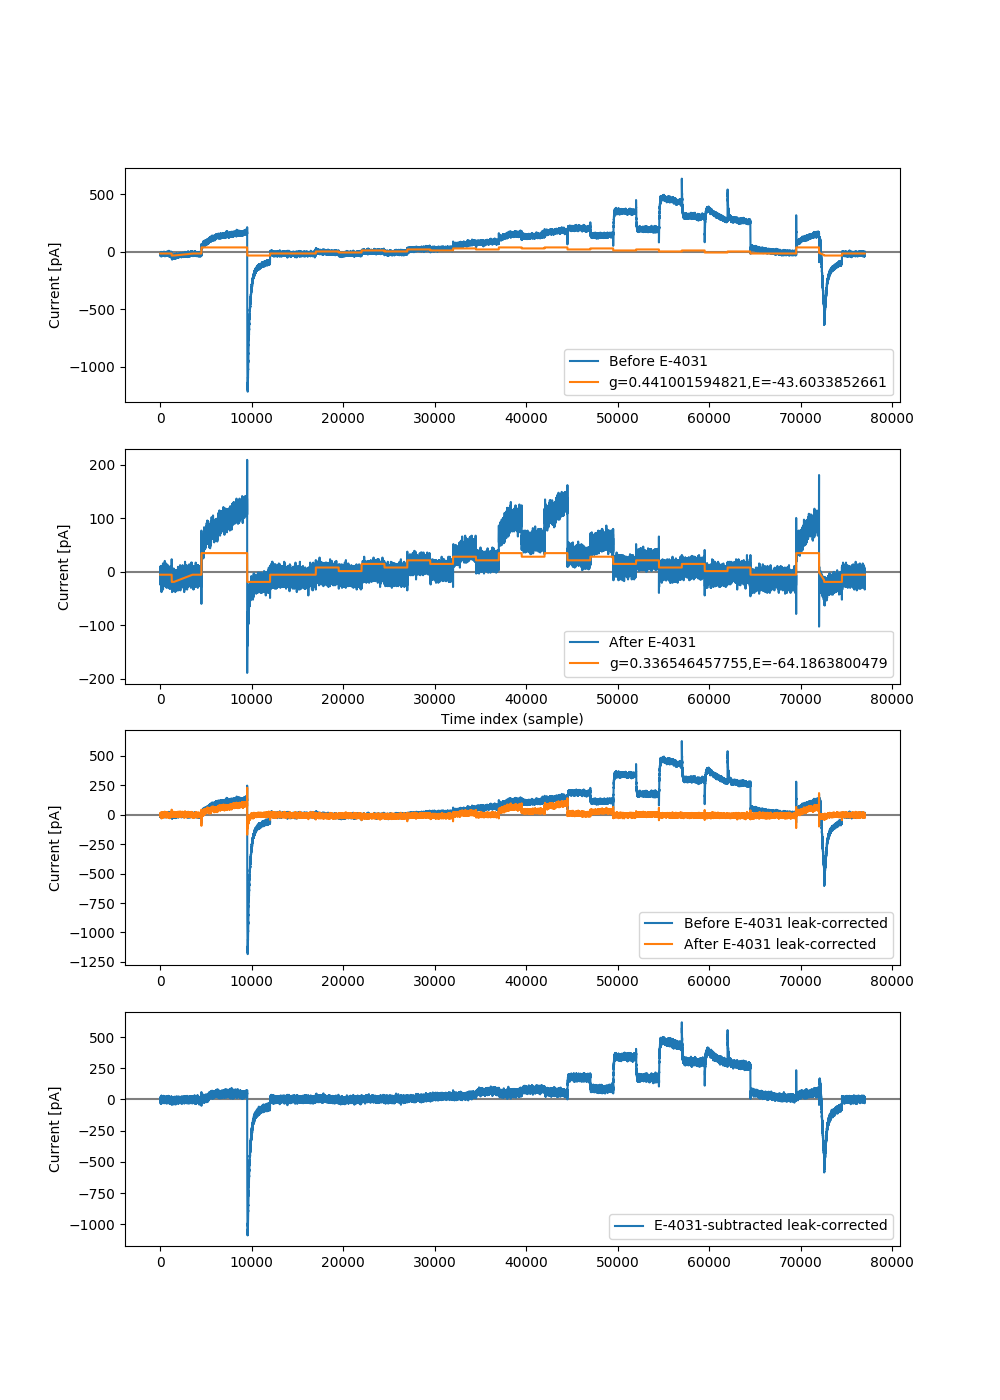 500
0
−500
−1000
Current [pA]
Before E-4031
g=0.441001594821,E=-43.6033852661
0 10000 20000 30000 40000 50000 60000 70000 80000
200
100
0
−100
−200
Current [pA]
After E-4031
g=0.336546457755,E=-64.1863800479
0 10000 20000 30000 40000 50000 60000 70000 80000
Time index (sample)
500
250
0
−250
−500
−750
−1000
−1250
Current [pA]
Before E-4031 leak-corrected
After E-4031 leak-corrected
0 10000 20000 30000 40000 50000 60000 70000 80000
500
250
0
−250
−500
−750
−1000
Current [pA]
E-4031-subtracted leak-corrected
0 10000 20000 30000 40000 50000 60000 70000 80000